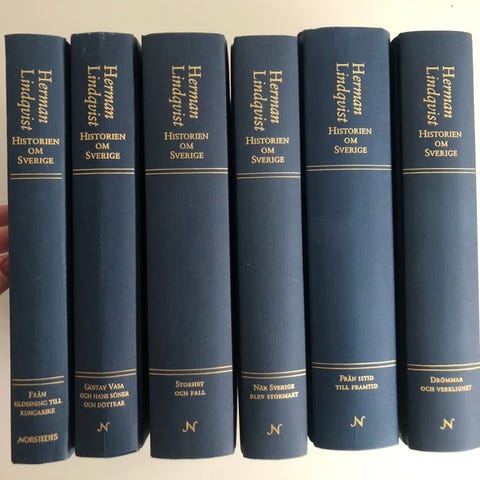 Herman
Lindqvist
HISTORIEN
OM
SVERIGE
FRÅN
ISLOSSNING TILL
KUNGARIKE
NORSTEDTS
Herman
Lindqvist
HISTORIEN
OM
SVERIGE
GUSTAV VASA
OCH HANS SÖNER
OCH DÖTTRAR
N
Herman
Lindqvist
HISTORIEN
OM
SVERIGE
STORHET
OCH FALL
N
Herman
Lindqvist
HISTORIEN
OM
SVERIGE
NÄR SVERIGE
BLEV STORMAKT
N
Herman
Lindqvist
HISTORIEN
OM
SVERIGE
FRÅN ISTID
TILL FRAMTID
N
Herman
Lindqvist
HISTORIEN
OM
SVERIGE
DRÖMMAR
OCH VERKLIGHET
N